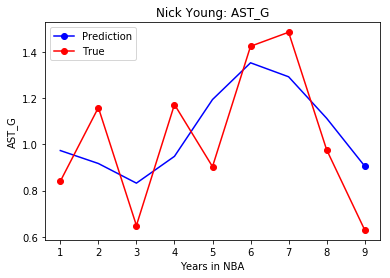 Nick Young: AST_G
Prediction
True
AST_G
1.4
1.2
1.0
0.8
0.6
1 2 3 4 5 6 7 8 9
Years in NBA